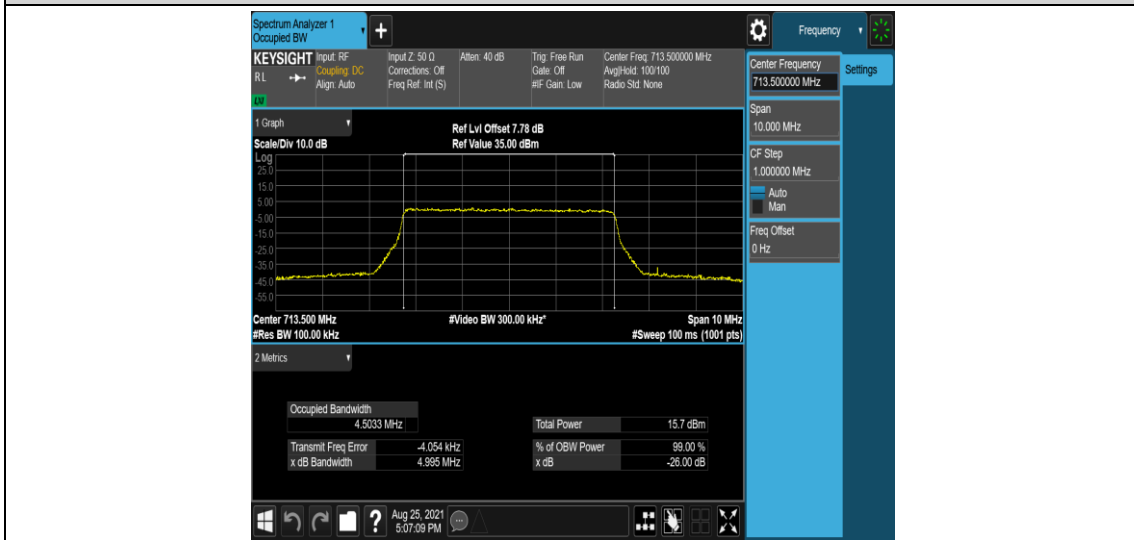 Spectrum Analyzer 1
Occupied BW
+
Frequency
KEYSIGHT
RL
LNI
Input: RF
Coupling: DC
Align: Auto
Input Z: 50 Ω
Corrections: Off
Freq Ref: Int (S)
Atten: 40 dB
Trig: Free Run
Gate: Off
#IF Gain: Low
Center Freq: 713.500000 MHz
Avg|Hold: 100/100
Radio Std: None
Center Frequency
713.500000 MHz
Settings
Span
10.000 MHz
CF Step
1.000000 MHz
Auto
Man
Freq Offset
0 Hz
1 Graph
Scale/Div 10.0 dB
Ref Lvl Offset 7.78 dB
Ref Value 35.00 dBm
Log
25.0
15.0
5.00
-5.00
-15.0
-25.0
-35.0
-45.0
-55.0
Center 713.500 MHz
#Res BW 100.00 kHz
#Video BW 300.00 kHz*
Span 10 MHz
#Sweep 100 ms (1001 pts)
2 Metrics
Occupied Bandwidth
4.5033 MHz
Total Power 15.7 dBm
Transmit Freq Error -4.054 kHz
% of OBW Power 99.00 %
x dB Bandwidth 4.995 MHz
x dB -26.00 dB
?
Aug 25, 2021
5:07:09 PM